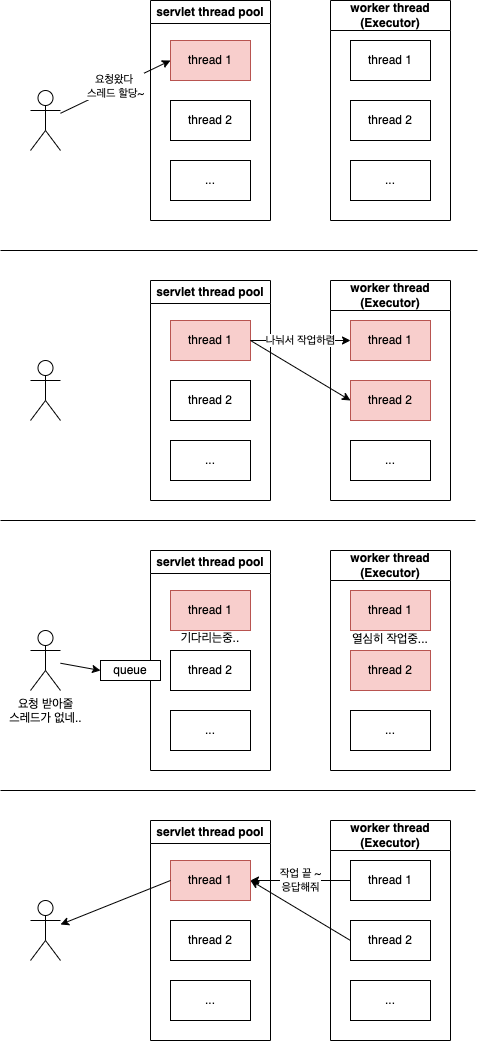 servlet thread pool
worker thread
(Executor)
요청왔다
스레드 할당~
thread 1
thread 2
...
thread 1
thread 2
...
servlet thread pool
worker thread
(Executor)
thread 1
나눠서 작업하렴
thread 2
...
thread 1
thread 2
...
servlet thread pool
worker thread
(Executor)
요청 받아줄
스레드가 없네..
queue
thread 1
기다리는중..
thread 2
...
thread 1
열심히 작업중...
thread 2
...
servlet thread pool
worker thread
(Executor)
thread 1
작업 끝 ~
응답해줘
thread 2
...
thread 1
thread 2
...